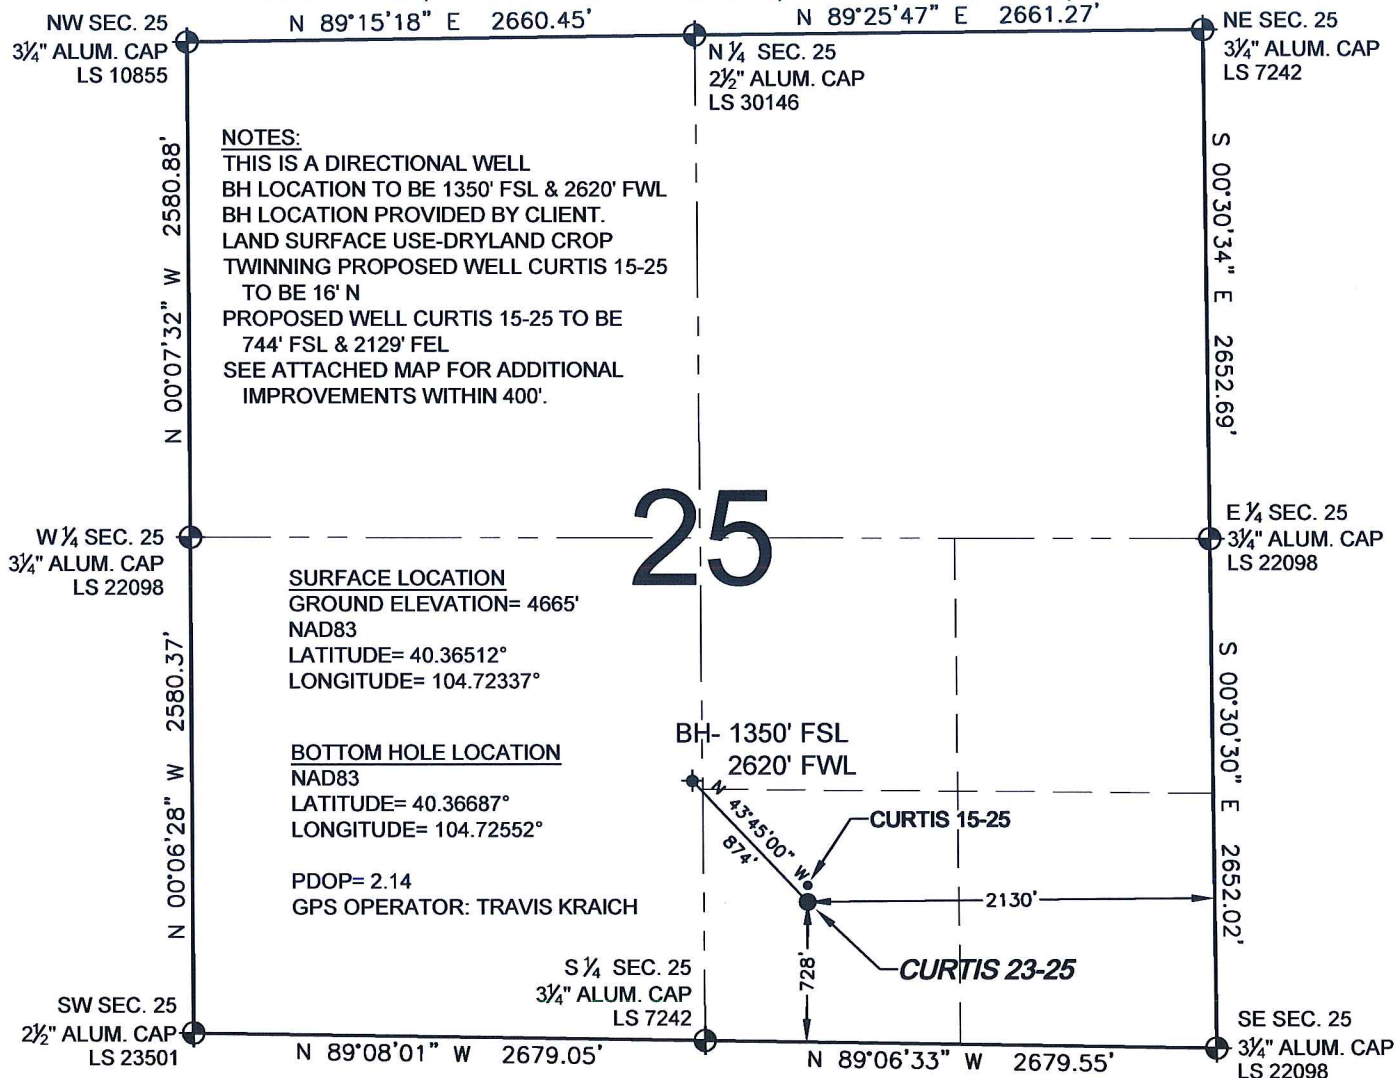 N 89°15'18" E 2660.45'
N 89°25'47" E 2661.27'
NW SEC. 25
3¼" ALUM. CAP
LS 10855
N ¼ SEC. 25
2½" ALUM. CAP
LS 30146
NE SEC. 25
3¼" ALUM. CAP
LS 7242
N 00°07'32" W 2580.88'
NOTES:
THIS IS A DIRECTIONAL WELL
BH LOCATION TO BE 1350' FSL & 2620' FWL
BH LOCATION PROVIDED BY CLIENT.
LAND SURFACE USE-DRYLAND CROP
TWINNING PROPOSED WELL CURTIS 15-25
TO BE 16' N
PROPOSED WELL CURTIS 15-25 TO BE
744' FSL & 2129' FEL
SEE ATTACHED MAP FOR ADDITIONAL
IMPROVEMENTS WITHIN 400'.
S 00°30'34" E 2652.69'
25
W ¼ SEC. 25
3¼" ALUM. CAP
LS 22098
E ¼ SEC. 25
3¼" ALUM. CAP
LS 22098
N 00°06'28" W 2580.37'
SURFACE LOCATION
GROUND ELEVATION= 4665'
NAD83
LATITUDE= 40.36512°
LONGITUDE= 104.72337°
BOTTOM HOLE LOCATION
NAD83
LATITUDE= 40.36687°
LONGITUDE= 104.72552°
PDOP= 2.14
GPS OPERATOR: TRAVIS KRAICH
BH- 1350' FSL
2620' FWL
N 43°45'00" W
874'
CURTIS 15-25
2130'
CURTIS 23-25
728'
S 00°30'30" E 2652.02'
SW SEC. 25
2½" ALUM. CAP
LS 23501
S ¼ SEC. 25
3¼" ALUM. CAP
LS 7242
SE SEC. 25
3¼" ALUM. CAP
LS 22098
N 89°08'01" W 2679.05'
N 89°06'33" W 2679.55'